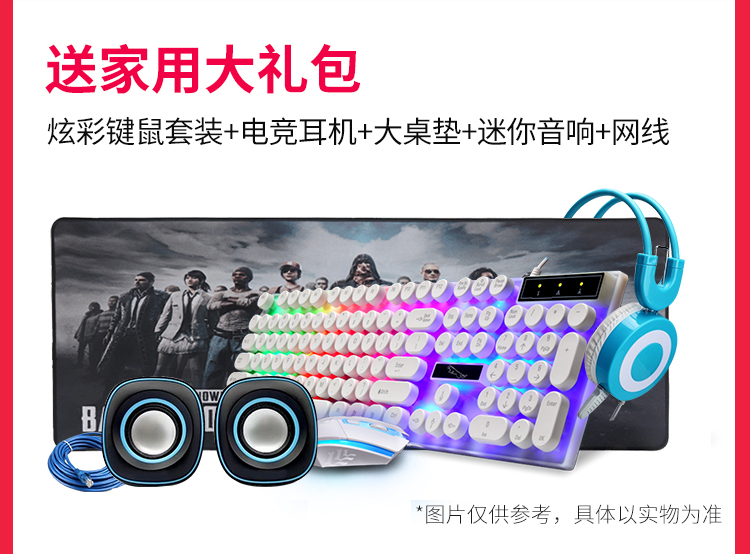 送家用大礼包
炫彩键鼠套装+电竞耳机+大桌垫+迷你音响+网线
*图片仅供参考，具体以实物为准